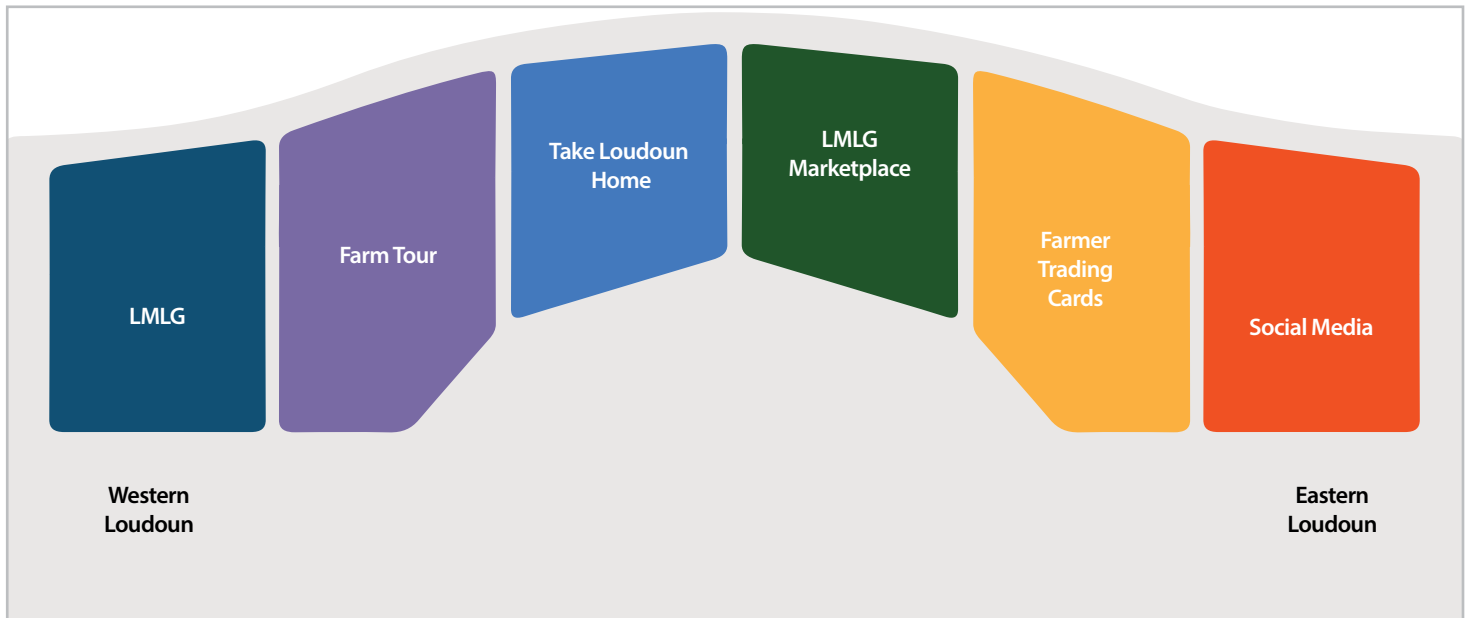 LMLG
Farm Tour
Take Loudoun
Home
LMLG
Marketplace
Farmer
Trading
Cards
Social Media
Western
Loudoun
Eastern
Loudoun